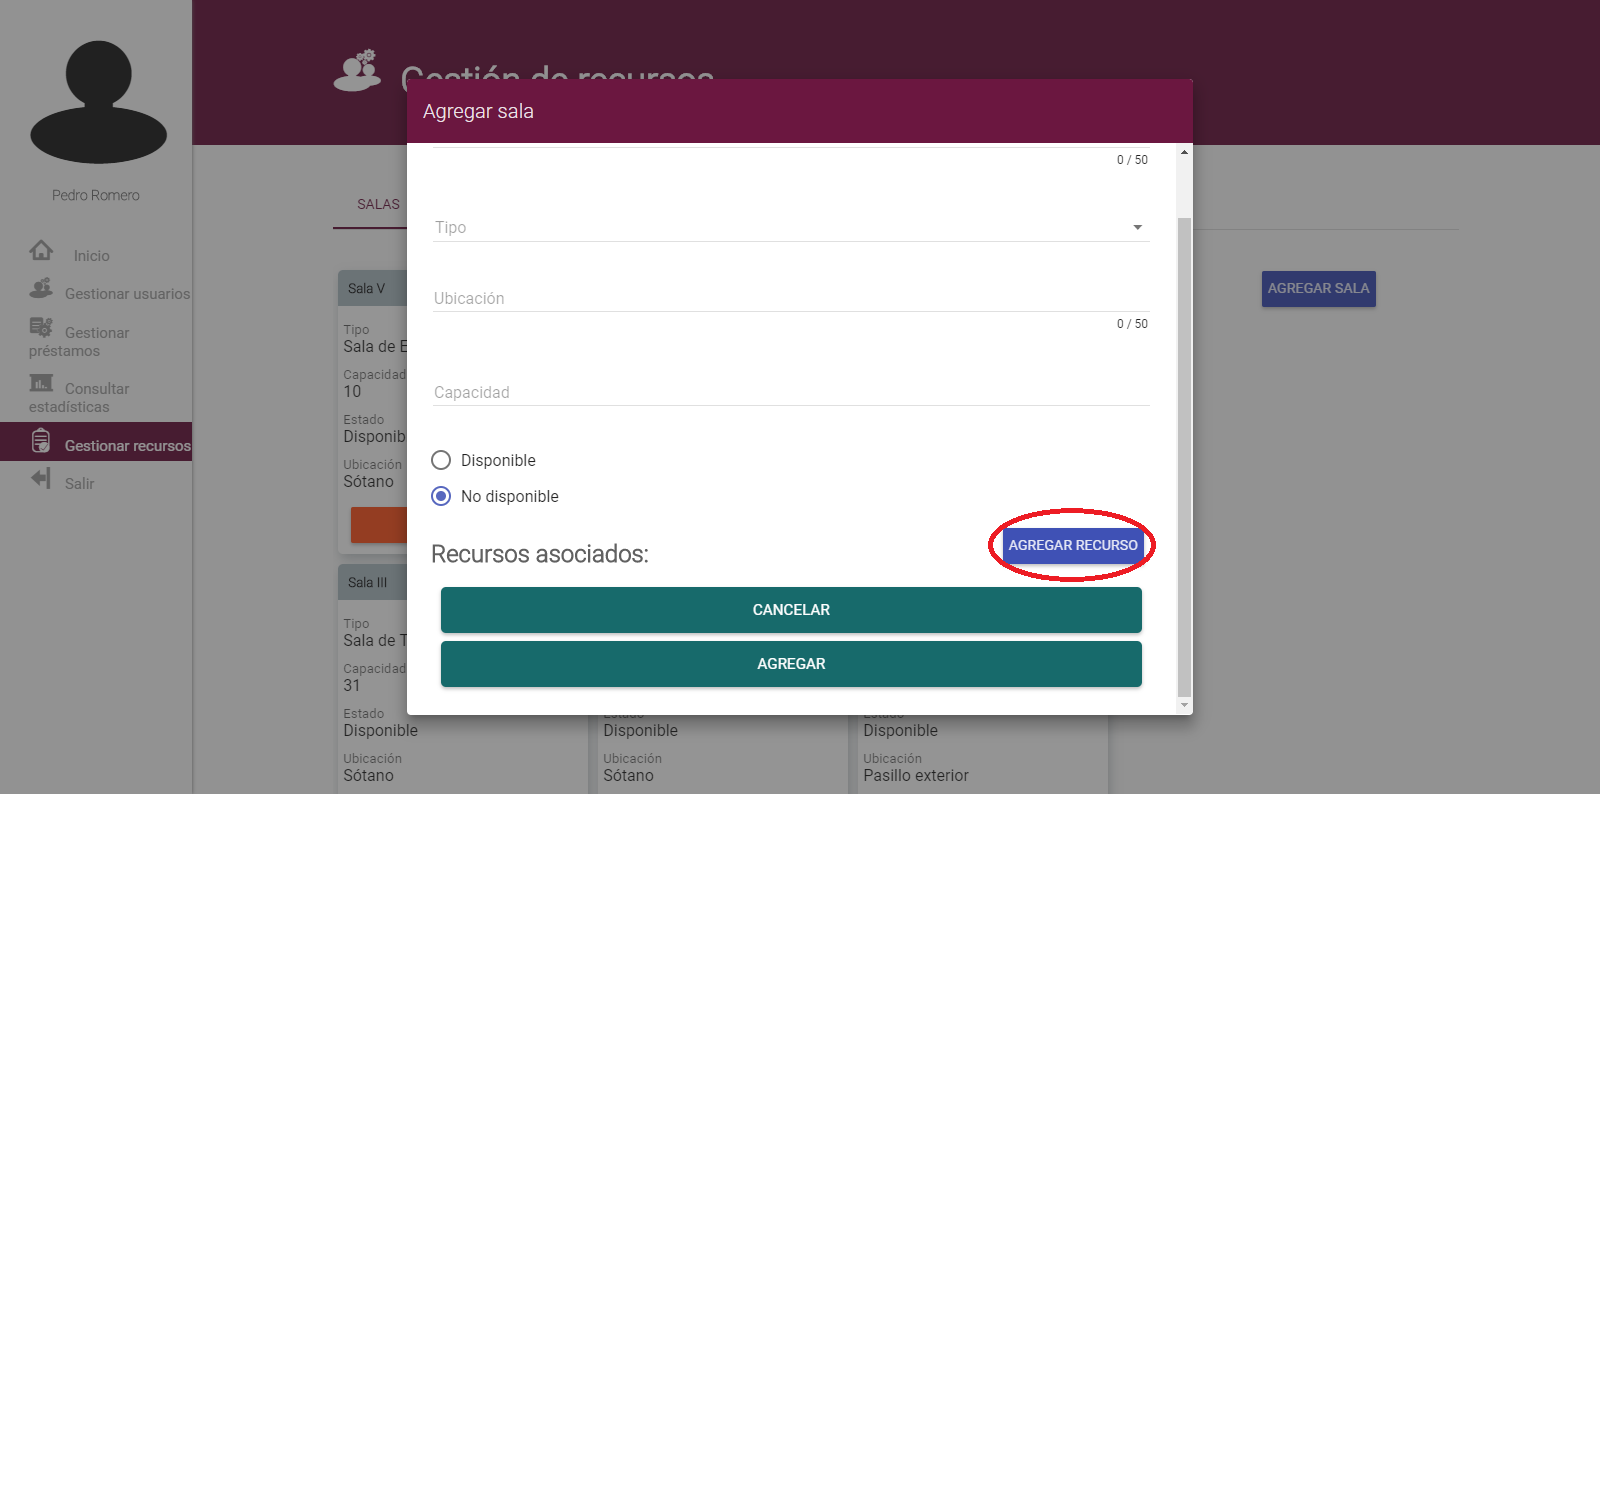 Pedro Romero
Inicio
Gestionar usuarios
Gestionar
préstamos
Consultar
estadísticas
Gestionar recursos
Salir
Gestión de recursos
SALAS
AGREGAR SALA
Sala V
Tipo
Sala de E
Capacidad
10
Estado
Disponib
Ubicación
Sótano
Sala III
Tipo
Sala de T
Capacidad
31
Estado
Disponible
Ubicación
Sótano
Estado
Disponible
Ubicación
Sótano
Estado
Disponible
Ubicación
Pasillo exterior
Agregar sala
0 / 50
Tipo
Ubicación
0 / 50
Capacidad
Disponible
No disponible
Recursos asociados:
AGREGAR RECURSO
CANCELAR
AGREGAR